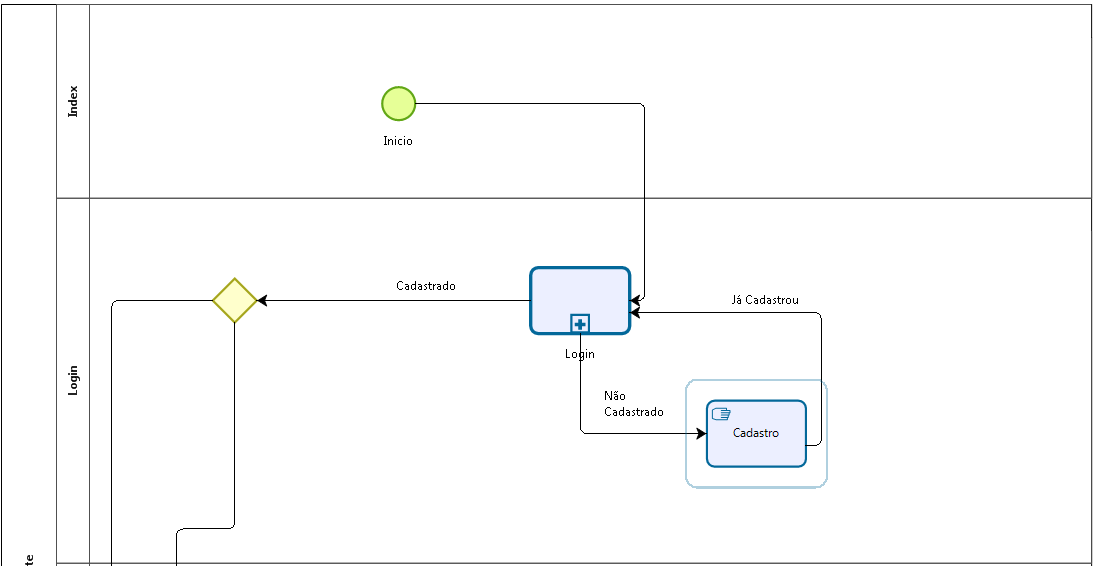 Index
Inicio
Login
Cadastrado
Já Cadastrou
Login
Não
Cadastrado
Cadastro
te